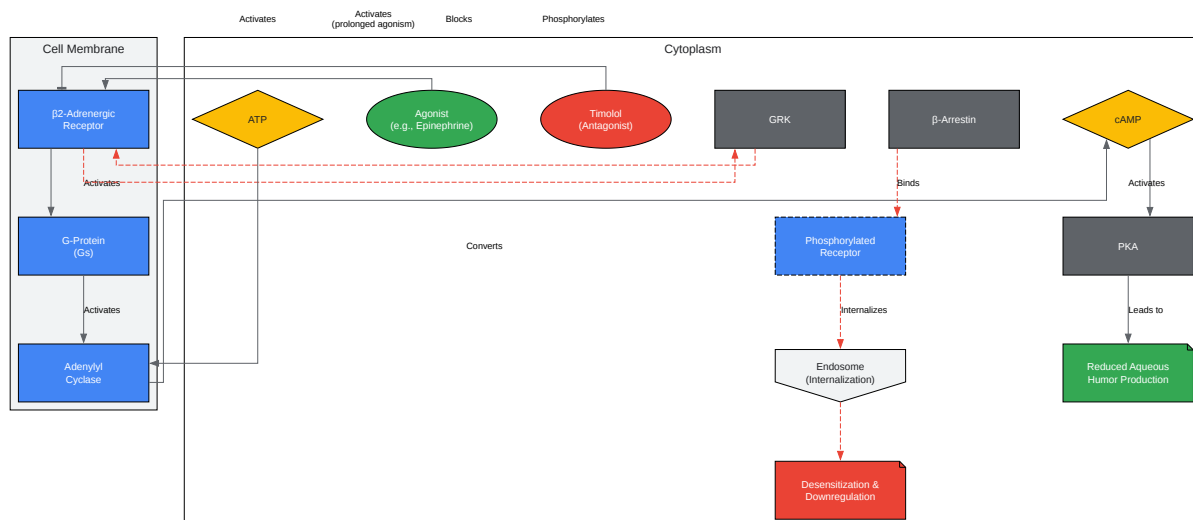 Activates
Activates
(prolonged agonism)
Blocks
Phosphorylates
Cell Membrane
Cytoplasm
β2-Adrenergic
Receptor
ATP
Agonist
(e.g., Epinephrine)
Timolol
(Antagonist)
GRK
β-Arrestin
cAMP
Activates
Binds
Activates
G-Protein
(Gs)
Converts
Phosphorylated
Receptor
PKA
Activates
Internalizes
Leads to
Adenylyl
Cyclase
Endosome
(Internalization)
Reduced Aqueous
Humor Production
Desensitization &
Downregulation